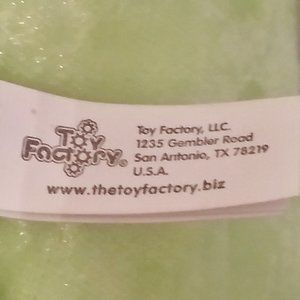 Toy Factory®
Toy Factory, LLC.
1235 Gembler Road
San Antonio, TX 78219
U.S.A.
www.thetoyfactory.biz